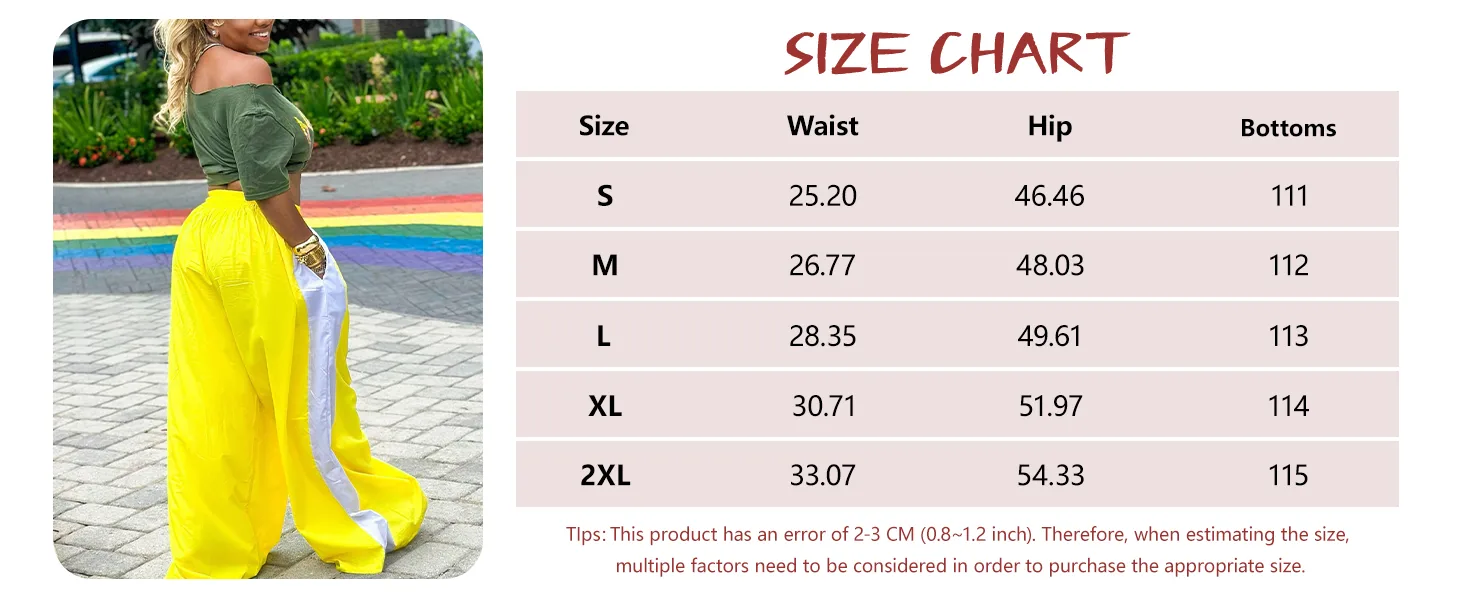 SIZE CHART
Size Waist Hip Bottoms
S 25.20 46.46 111
M 26.77 48.03 112
L 28.35 49.61 113
XL 30.71 51.97 114
2XL 33.07 54.33 115
TIps: This product has an error of 2-3 CM (0.8~1.2 inch). Therefore, when estimating the size,
multiple factors need to be considered in order to purchase the appropriate size.